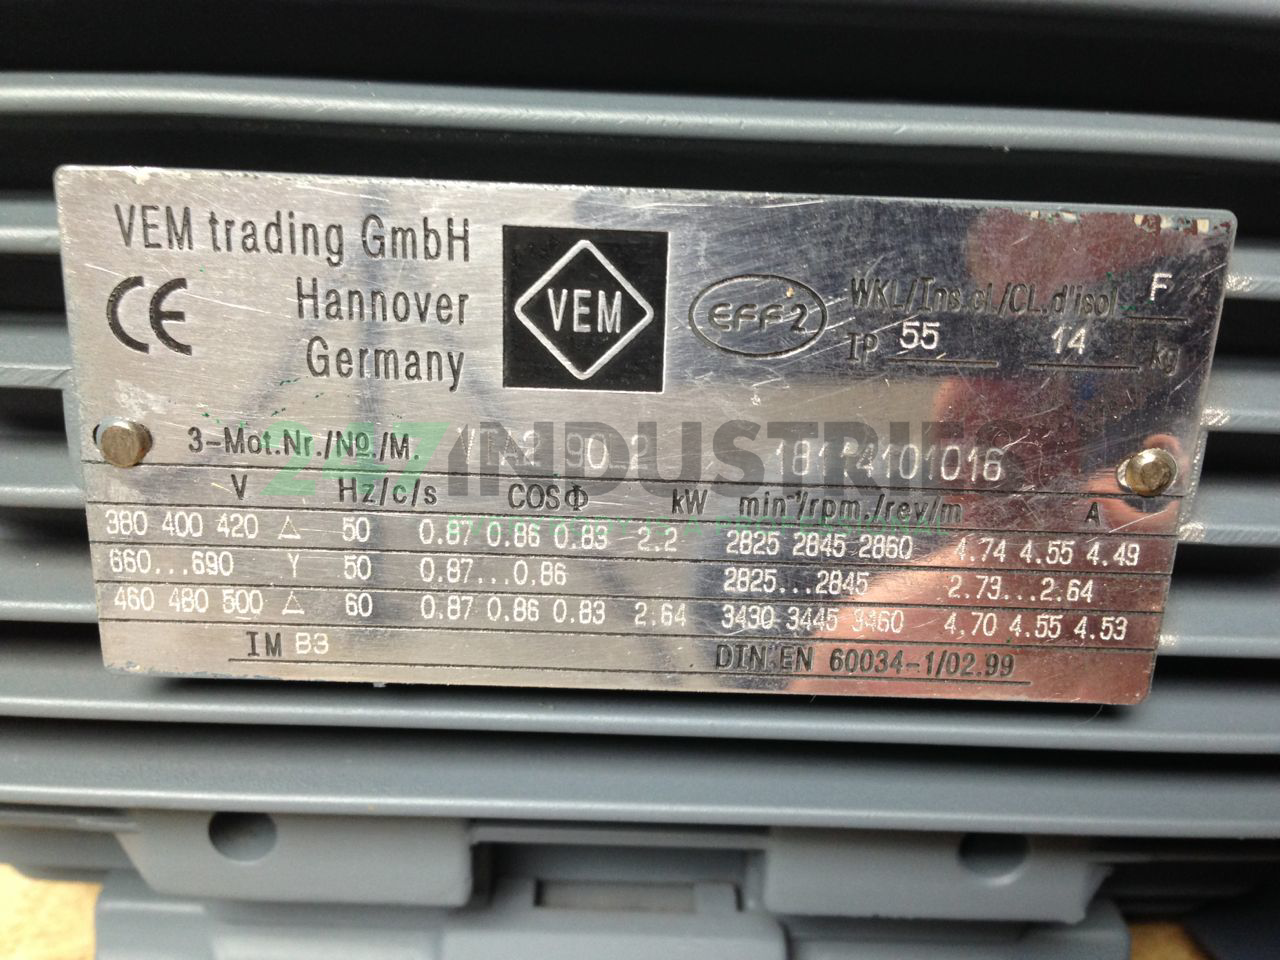 VEM trading GmbH
Hannover
Germany
CE
VEM
EFF2
WKL/Ins.cl/CL.d'isol F
IP 55 14 kg
3-Mot.Nr./No./M. 90 2
V Hz/c/s COSΦ kW min⁻¹/rpm./rev/m A
380 400 420 △ 50 0.87 0.86 0.83 2.2 2825 2845 2860 4.74 4.55 4.49
660...690 Y 50 0.87...0.86 2825...2845 2.73...2.64
460 480 500 △ 60 0.87 0.86 0.83 2.64 3430 3445 3460 4.70 4.55 4.53
IM B3
DIN EN 60034-1/02.99
247INDUSTRIES